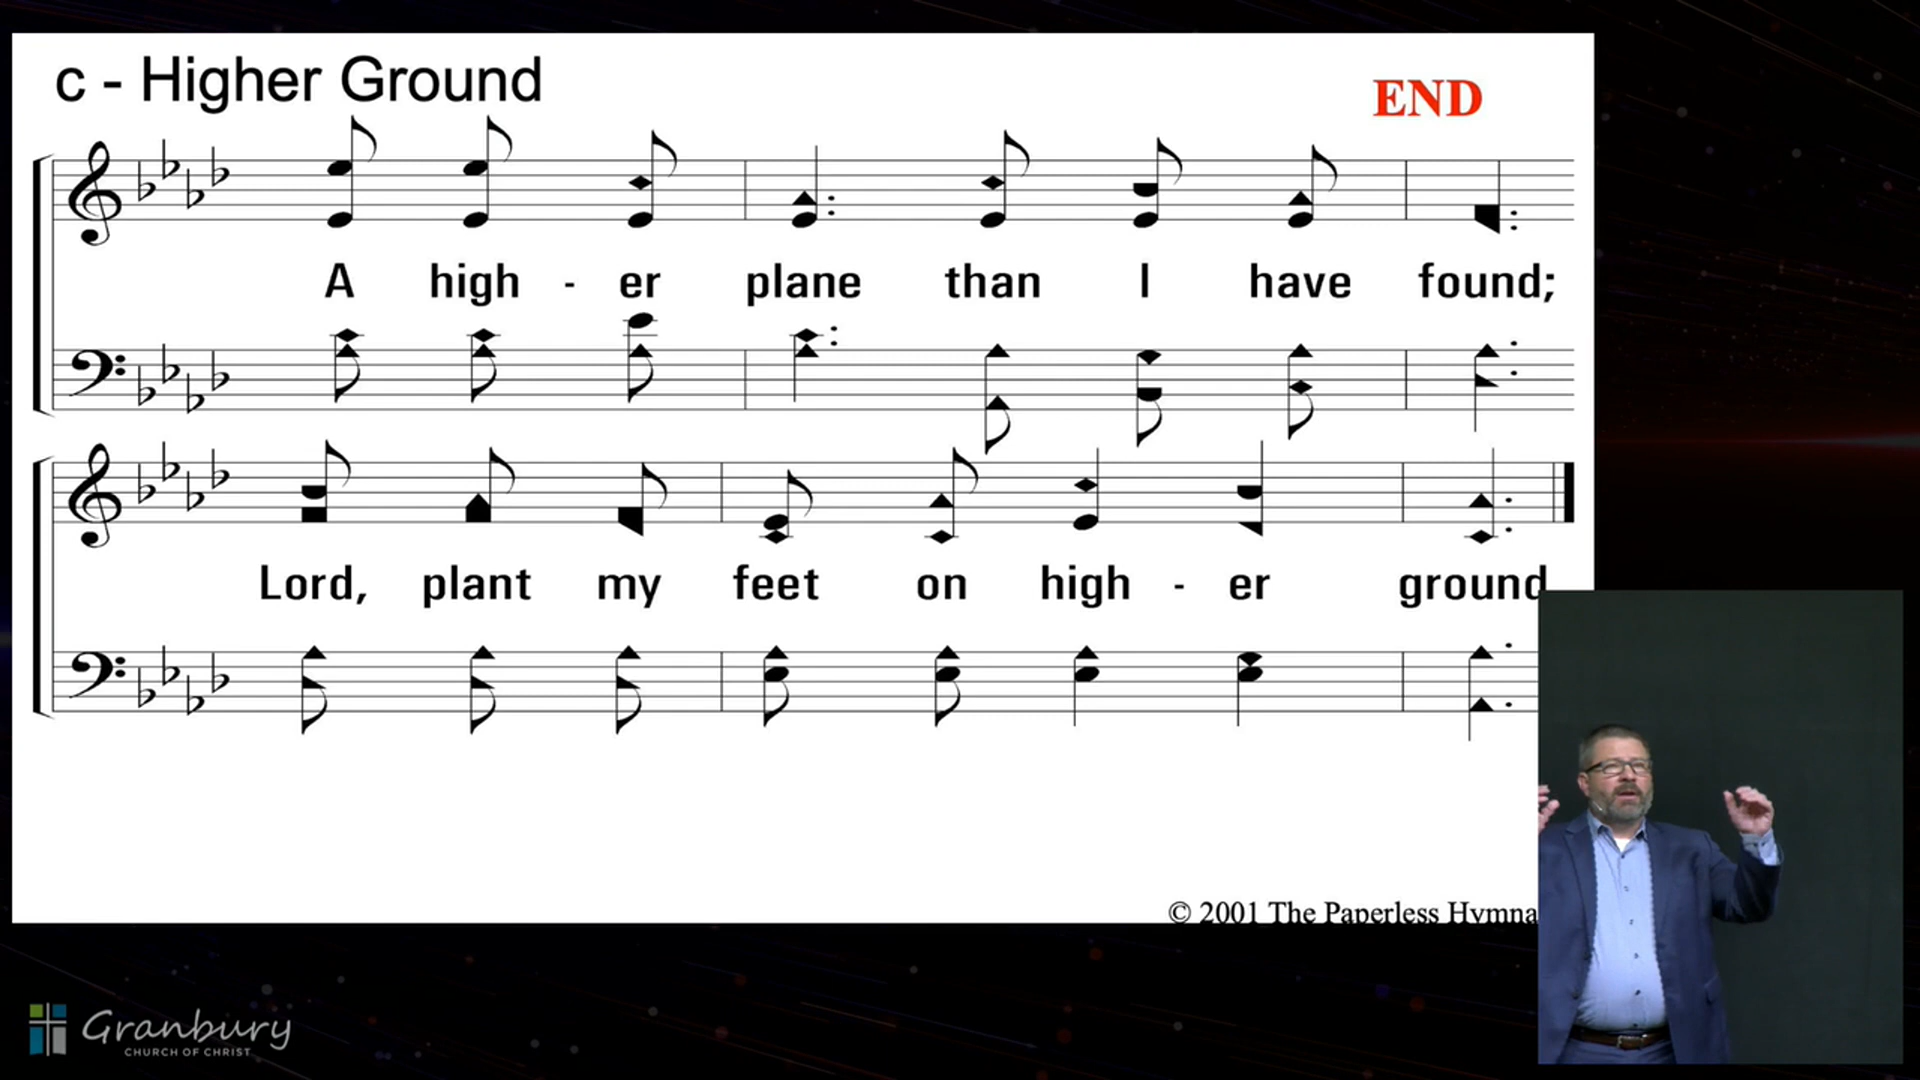 c - Higher Ground
END
A high - er plane than I have found;
Lord, plant my feet on high - er ground
© 2001 The Paperless Hymna
Granbury
CHURCH OF CHRIST